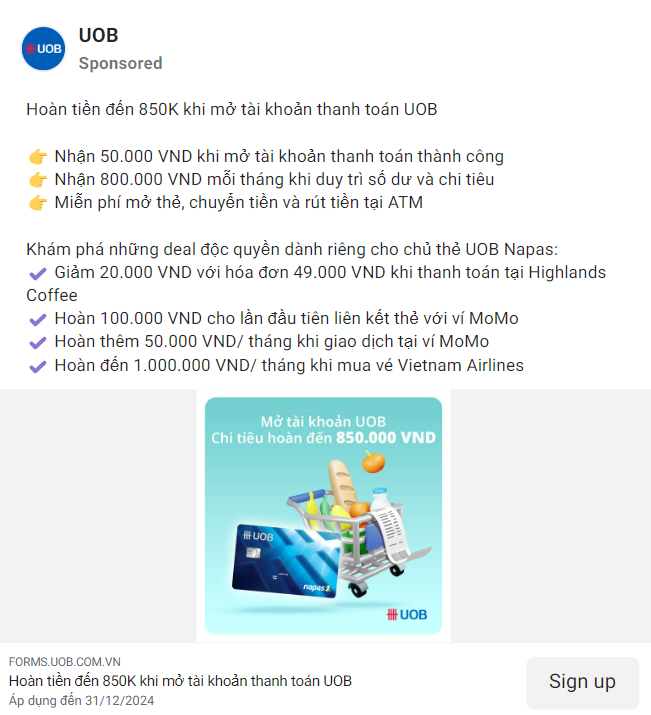 UOB
UOB
Sponsored
Hoàn tiền đến 850K khi mở tài khoản thanh toán UOB
👉 Nhận 50.000 VND khi mở tài khoản thanh toán thành công
👉 Nhận 800.000 VND mỗi tháng khi duy trì số dư và chi tiêu
👉 Miễn phí mở thẻ, chuyển tiền và rút tiền tại ATM
Khám phá những deal độc quyền dành riêng cho chủ thẻ UOB Napas:
✔ Giảm 20.000 VND với hóa đơn 49.000 VND khi thanh toán tại Highlands
Coffee
✔ Hoàn 100.000 VND cho lần đầu tiên liên kết thẻ với ví MoMo
✔ Hoàn thêm 50.000 VND/ tháng khi giao dịch tại ví MoMo
✔ Hoàn đến 1.000.000 VND/ tháng khi mua vé Vietnam Airlines
Mở tài khoản UOB
Chi tiêu hoàn đến 850.000 VND
UOB
napas
UOB
FORMS.UOB.COM.VN
Hoàn tiền đến 850K khi mở tài khoản thanh toán UOB
Áp dụng đến 31/12/2024
Sign up